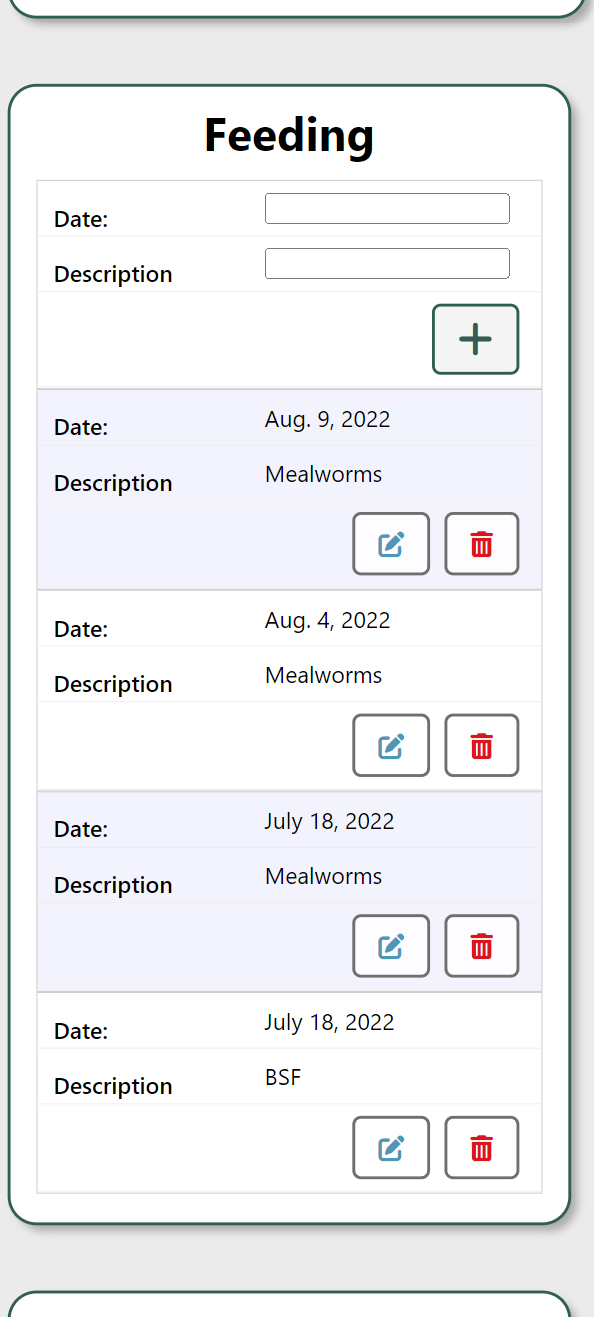 Feeding
Date:
Description
Date: Aug. 9, 2022
Description Mealworms
Date: Aug. 4, 2022
Description Mealworms
Date: July 18, 2022
Description Mealworms
Date: July 18, 2022
Description BSF